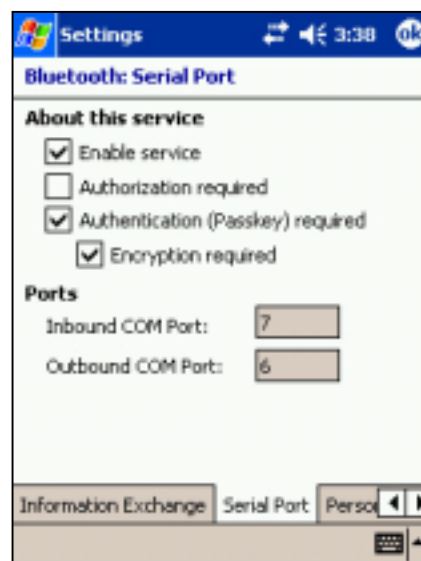 Settings 3:38 ok
Bluetooth: Serial Port
About this service
Enable service
Authorization required
Authentication (Passkey) required
Encryption required
Ports
Inbound COM Port: 7
Outbound COM Port: 6
Information Exchange Serial Port Perso